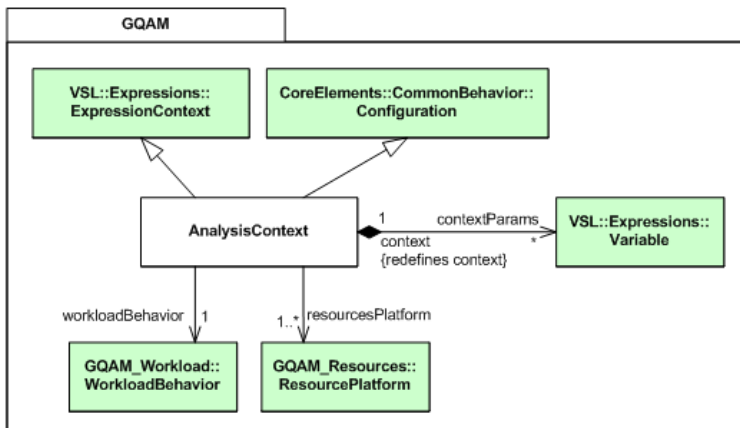 GQAM
VSL::Expressions::
ExpressionContext
CoreElements::CommonBehavior::
Configuration
AnalysisContext
1
contextParams
context
*
{redefines context}
VSL::Expressions::
Variable
workloadBehavior
1
1..*
resourcesPlatform
GQAM_Workload::
WorkloadBehavior
GQAM_Resources::
ResourcePlatform